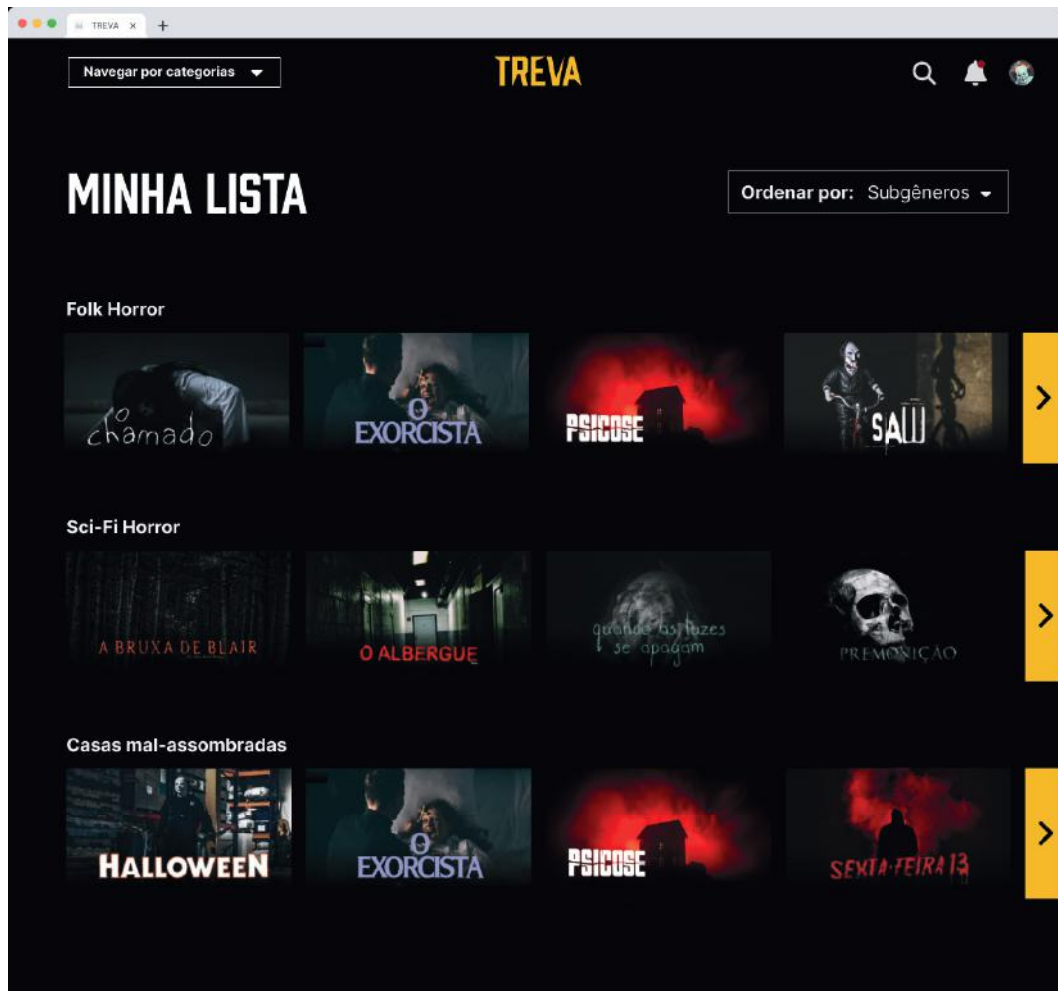 TREVA
Navegar por categorias
TREVA
MINHA LISTA
Ordenar por: Subgêneros
Folk Horror
o chamado
O EXORCISTA
PSICOSE
SAW
Sci-Fi Horror
A BRUXA DE BLAIR
O ALBERGUE
quando as luzes
se apagam
PREMONIÇÃO
Casas mal-assombradas
HALLOWEEN
O EXORCISTA
PSICOSE
SEXTA-FEIRA 13